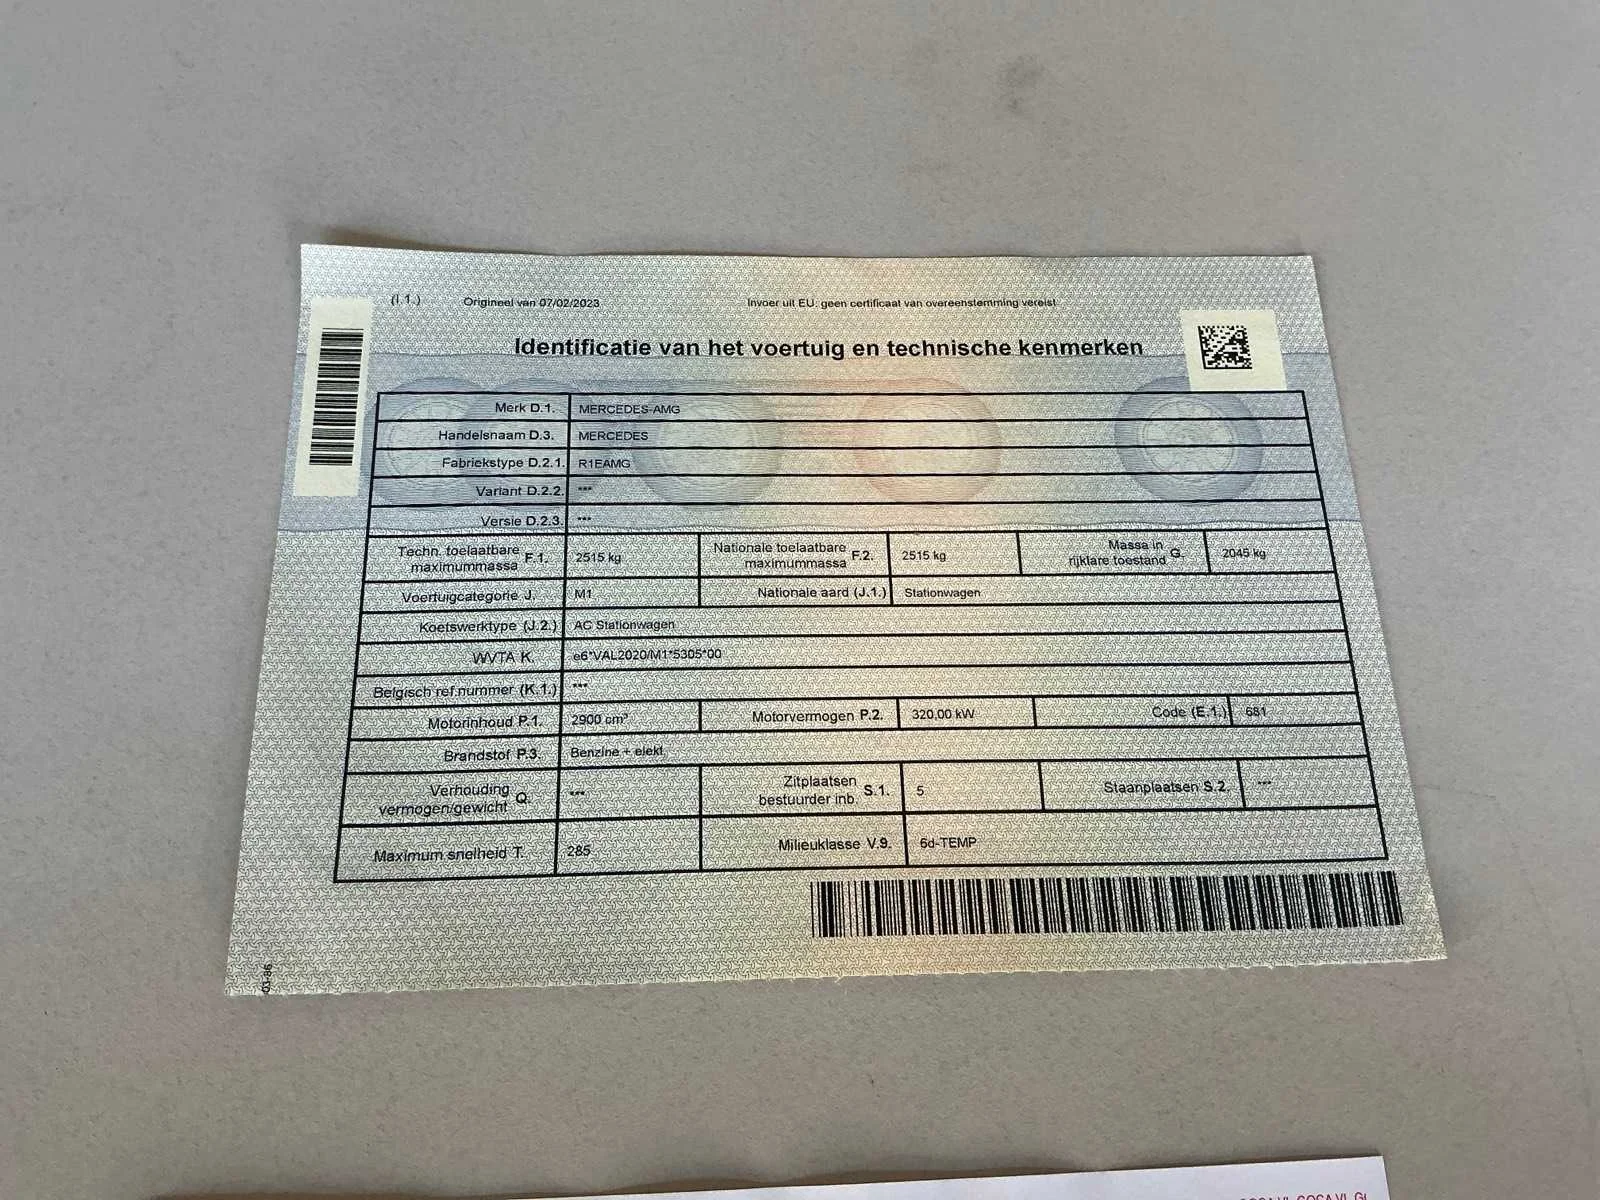 (I.1.) Origineel van 07/02/2023 Invoer uit EU: geen certificaat van overeenstemming vereist
Identificatie van het voertuig en technische kenmerken
Merk D.1. MERCEDES-AMG
Handelsnaam D.3. MERCEDES
Fabriekstype D.2.1. R1EAMG
Variant D.2.2. ***
Versie D.2.3. ***
Techn. toelaatbare maximummassa F.1. 2515 kg Nationale toelaatbare maximummassa F.2. 2515 kg Massa in rijklare toestand G. 2045 kg
Voertuigcategorie J. M1 Nationale aard (J.1.) Stationwagen
Koetswerktype (J.2.) AC Stationwagen
WVTA K. e6*VAL2020/M1*5305*00
Belgisch ref.nummer (K.1.) ***
Motorinhoud P.1. 2900 cm³ Motorvermogen P.2. 320.00 kW Code (E.1.) 681
Brandstof P.3. Benzine + elekt.
Verhouding vermogen/gewicht Q. *** Zitplaatsen bestuurder inb. S.1. 5 Staanplaatsen S.2. ***
Maximum snelheid T. 285 Milieuklasse V.9. 6d-TEMP
03-86